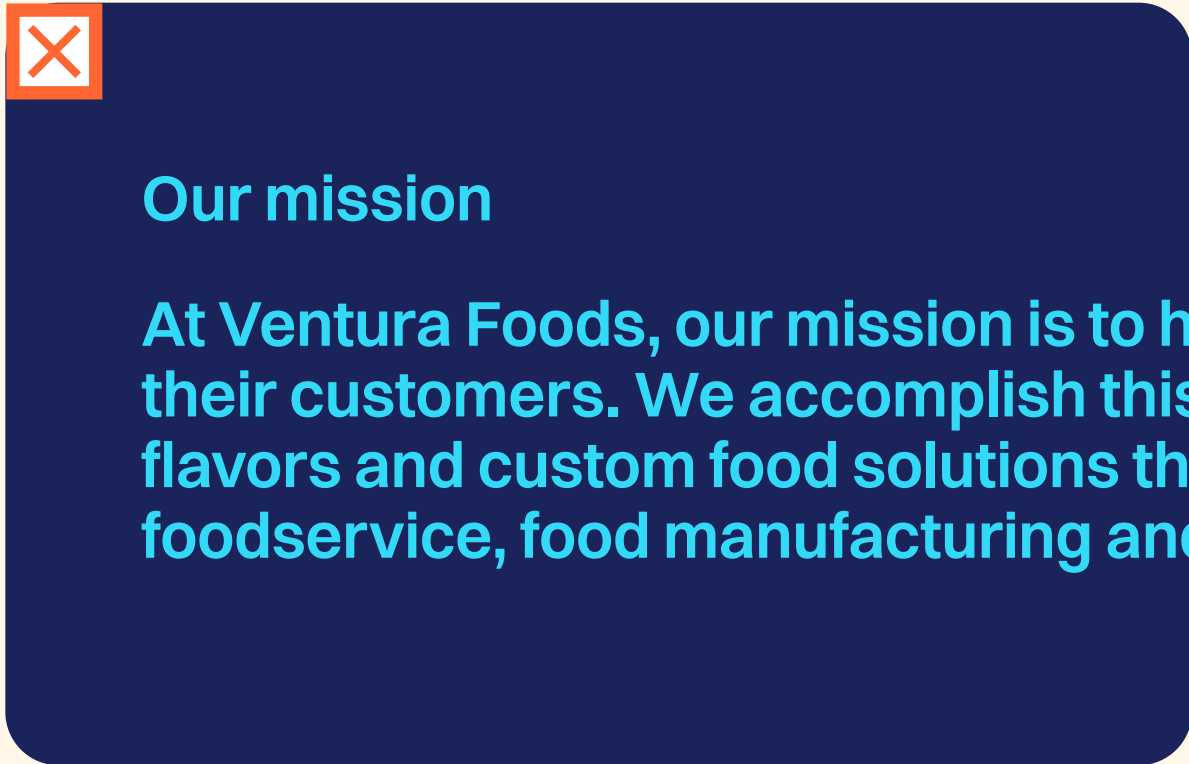 Our mission
At Ventura Foods, our mission is to
their customers. We accomplish this
flavors and custom food solutions
foodservice, food manufacturing and